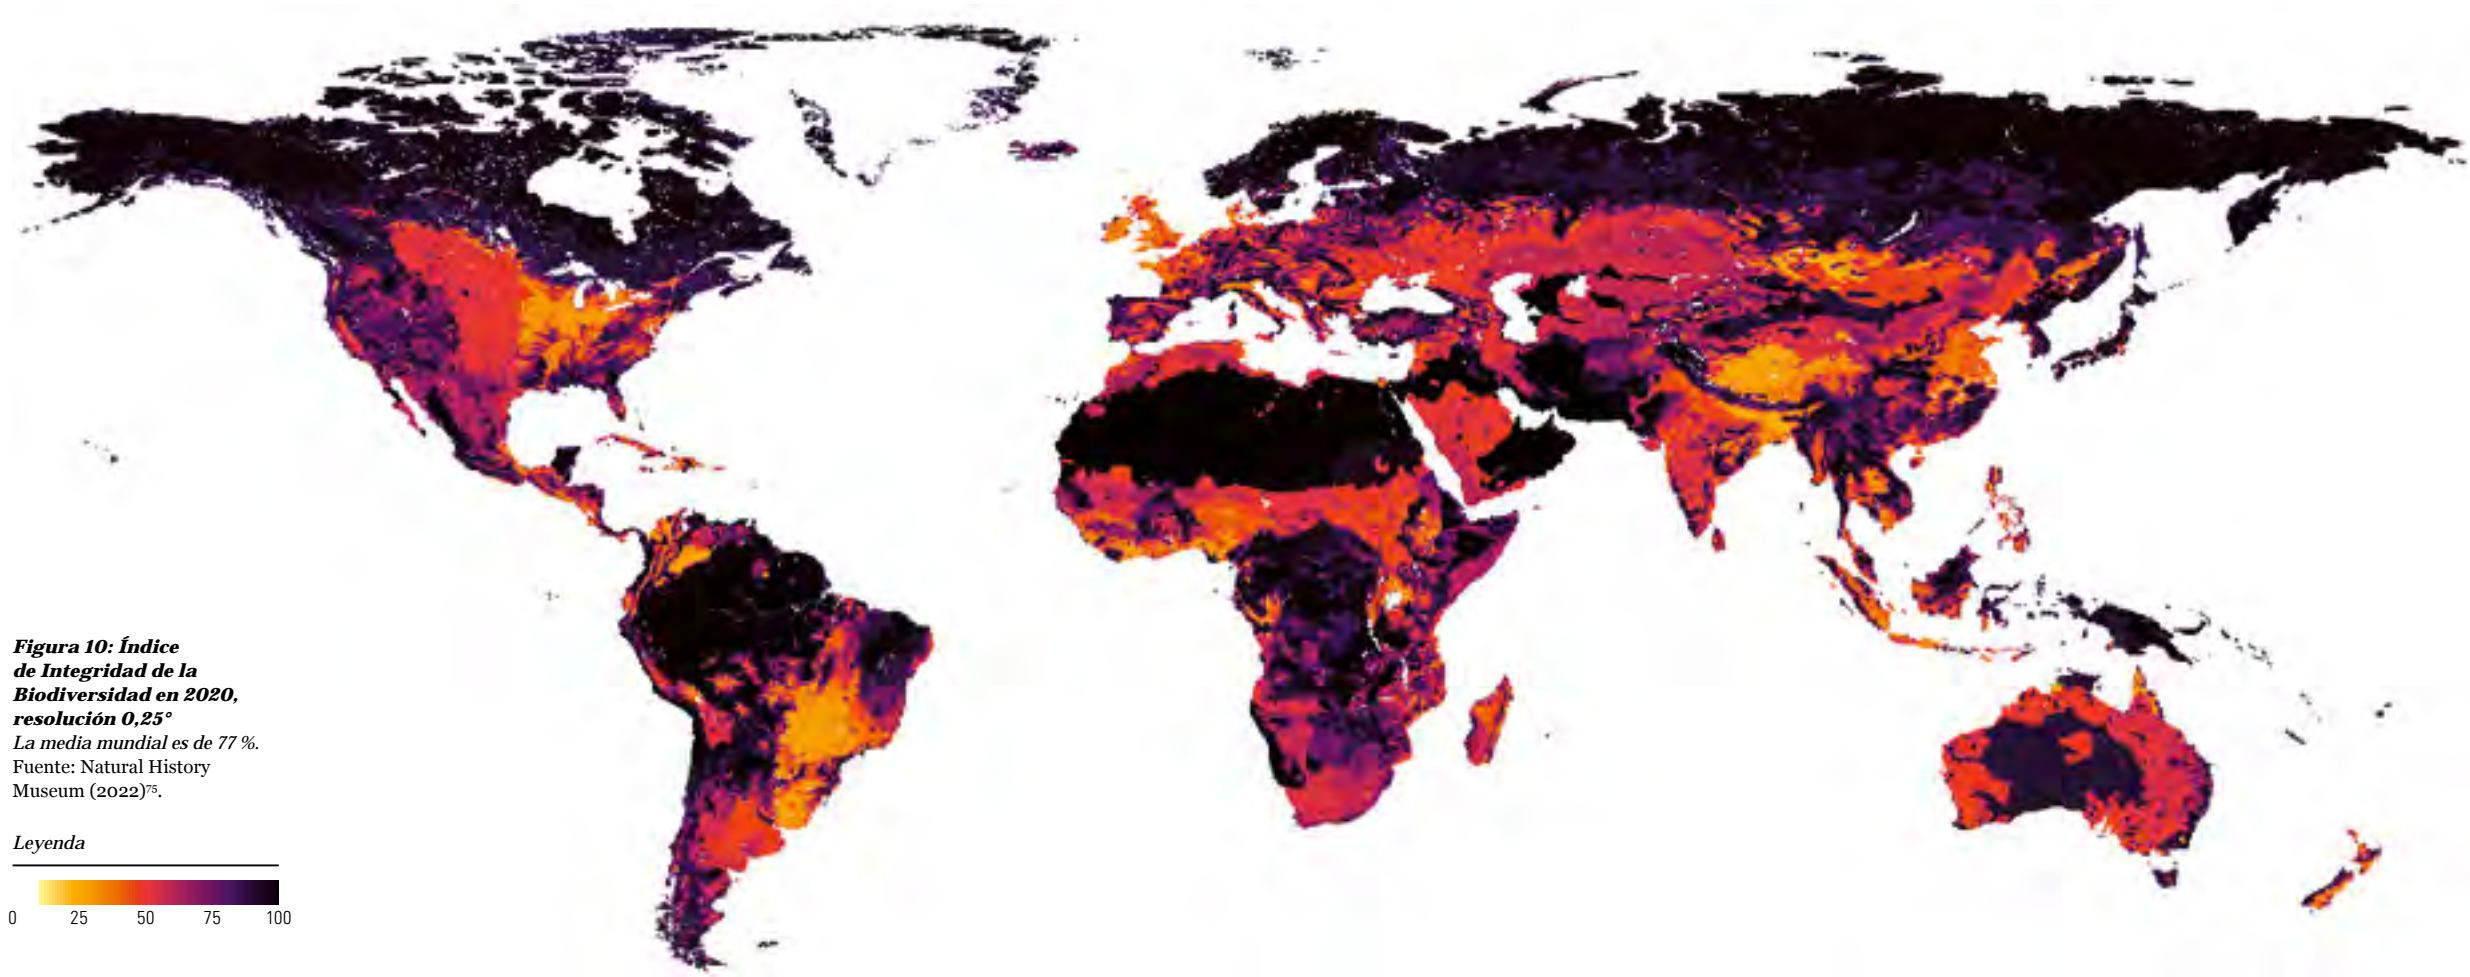 Figura 10: Índice
de Integridad de la
Biodiversidad en 2020,
resolución 0,25°
La media mundial es de 77 %.
Fuente: Natural History
Museum (2022)⁷⁵.
Leyenda
0 25 50 75 100